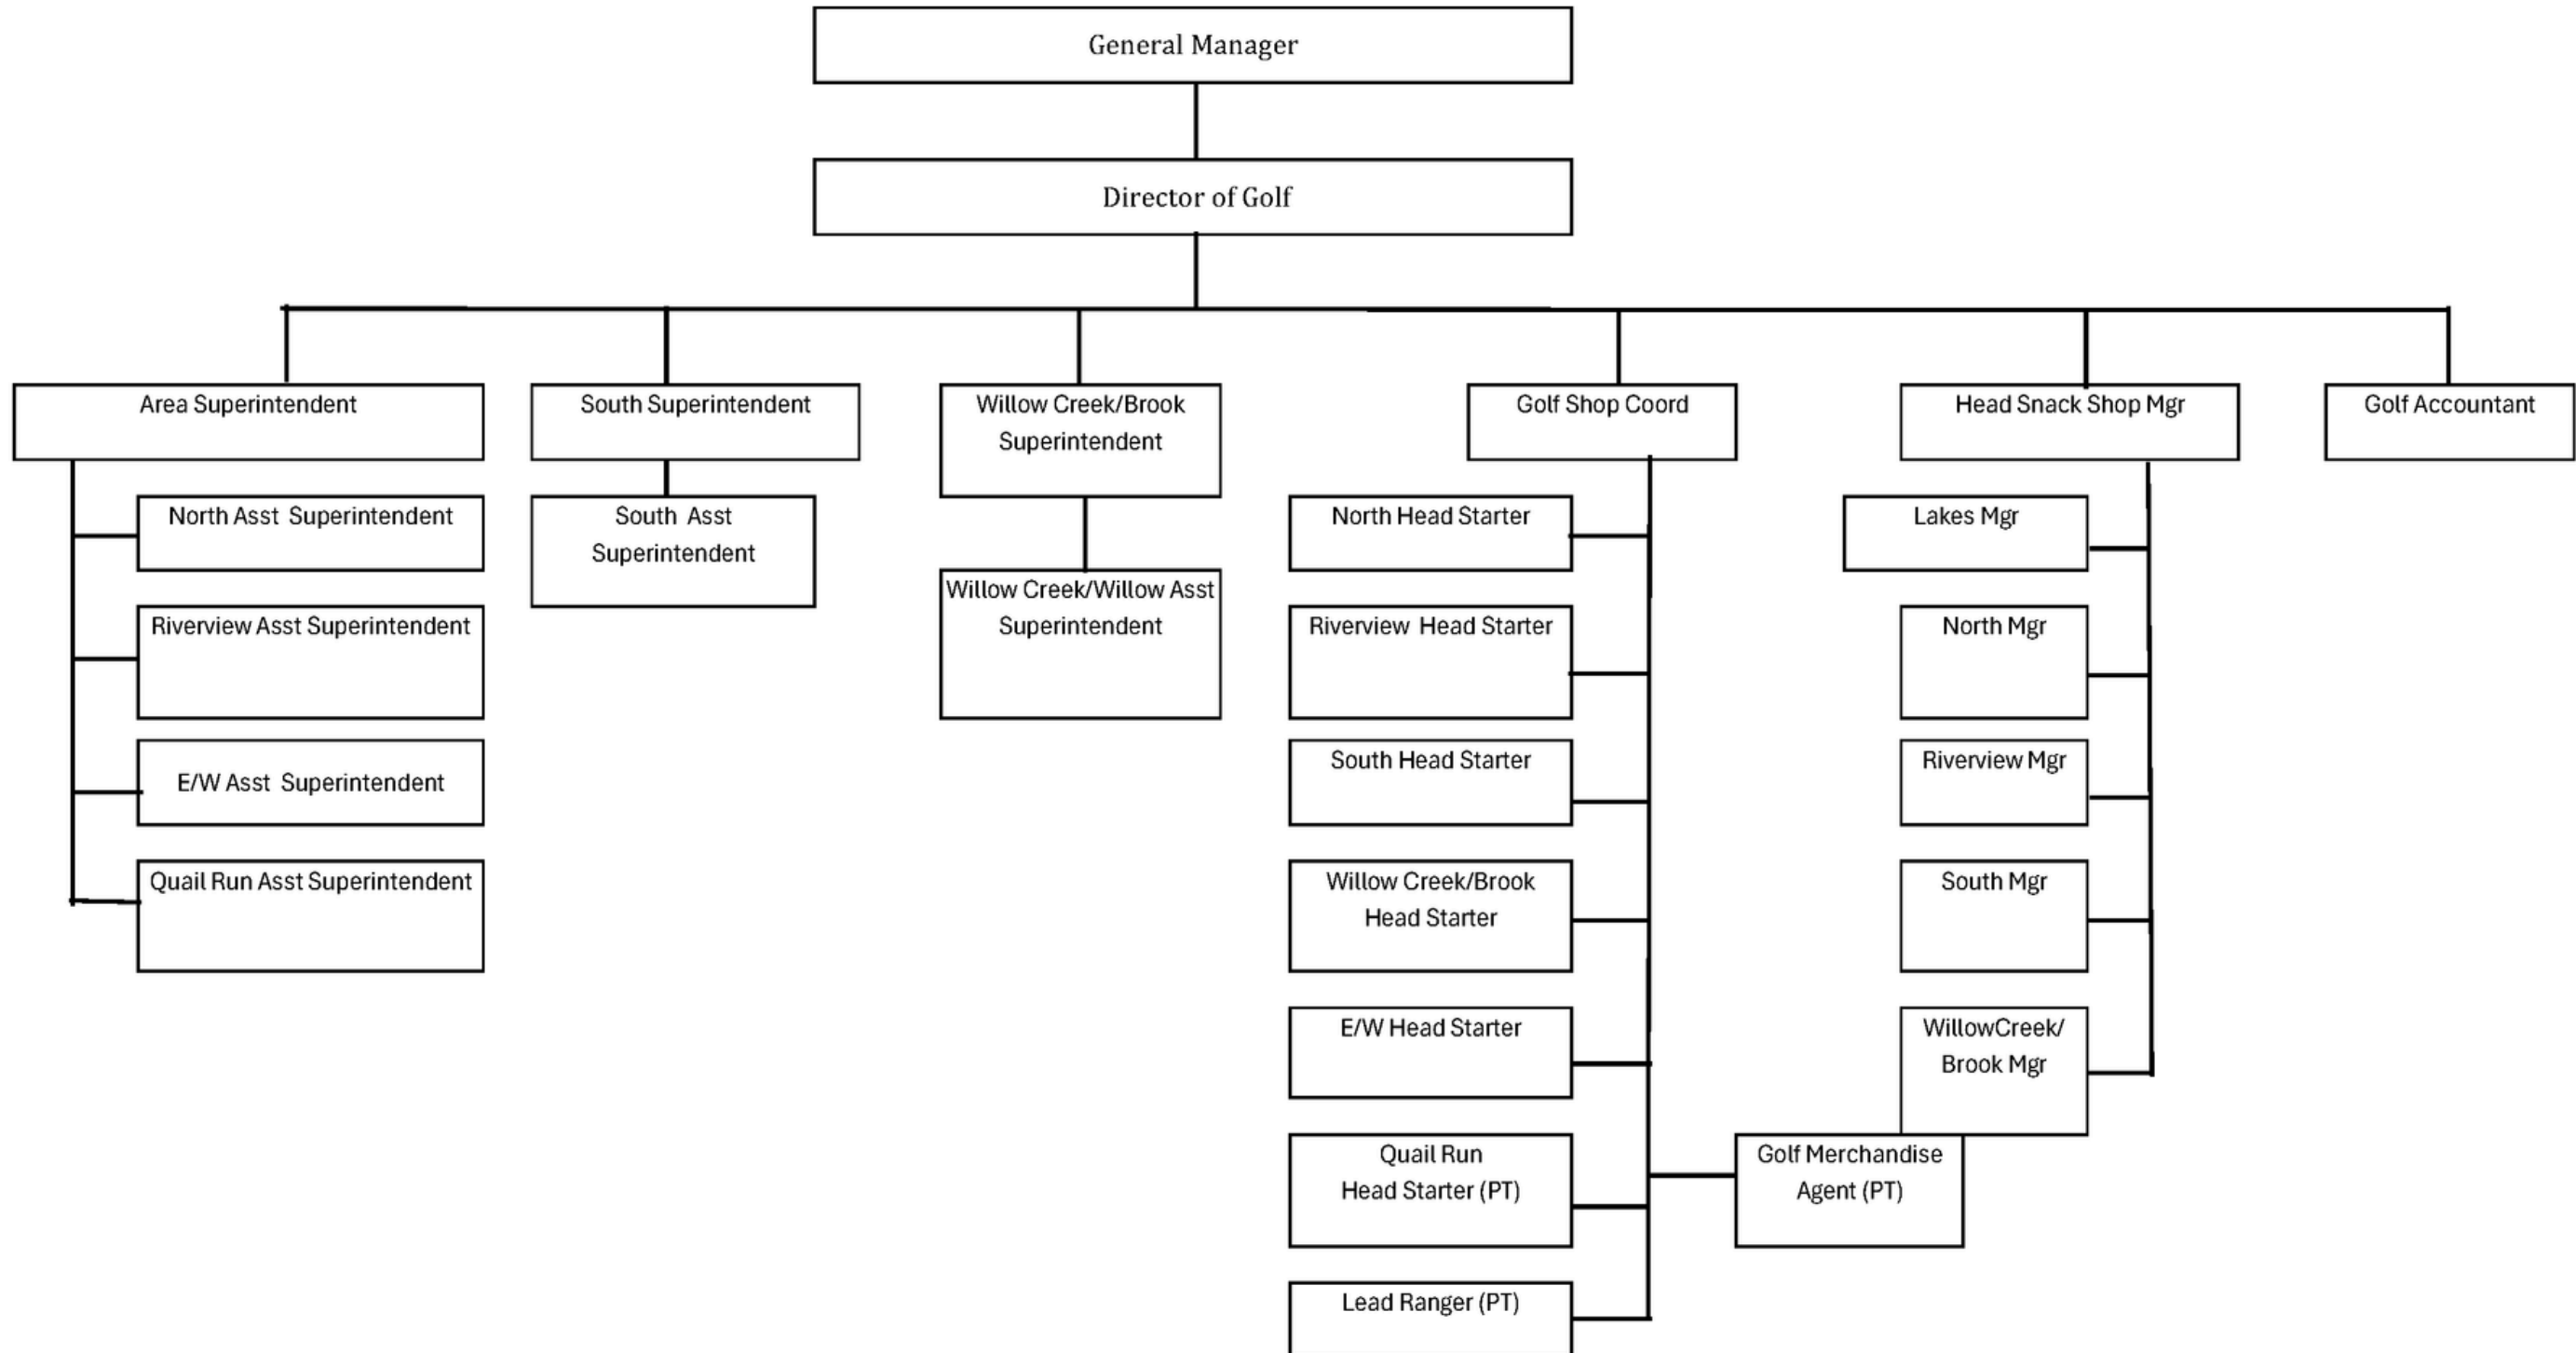 General Manager
Director of Golf
Area Superintendent
South Superintendent
Willow Creek/Brook
Superintendent
Golf Shop Coord
Head Snack Shop Mgr
Golf Accountant
North Asst Superintendent
Riverview Asst Superintendent
E/W Asst Superintendent
Quail Run Asst Superintendent
South Asst
Superintendent
Willow Creek/Willow Asst
Superintendent
North Head Starter
Riverview Head Starter
South Head Starter
Willow Creek/Brook
Head Starter
E/W Head Starter
Quail Run
Head Starter (PT)
Lead Ranger (PT)
Golf Merchandise
Agent (PT)
Lakes Mgr
North Mgr
Riverview Mgr
South Mgr
WillowCreek/
Brook Mgr